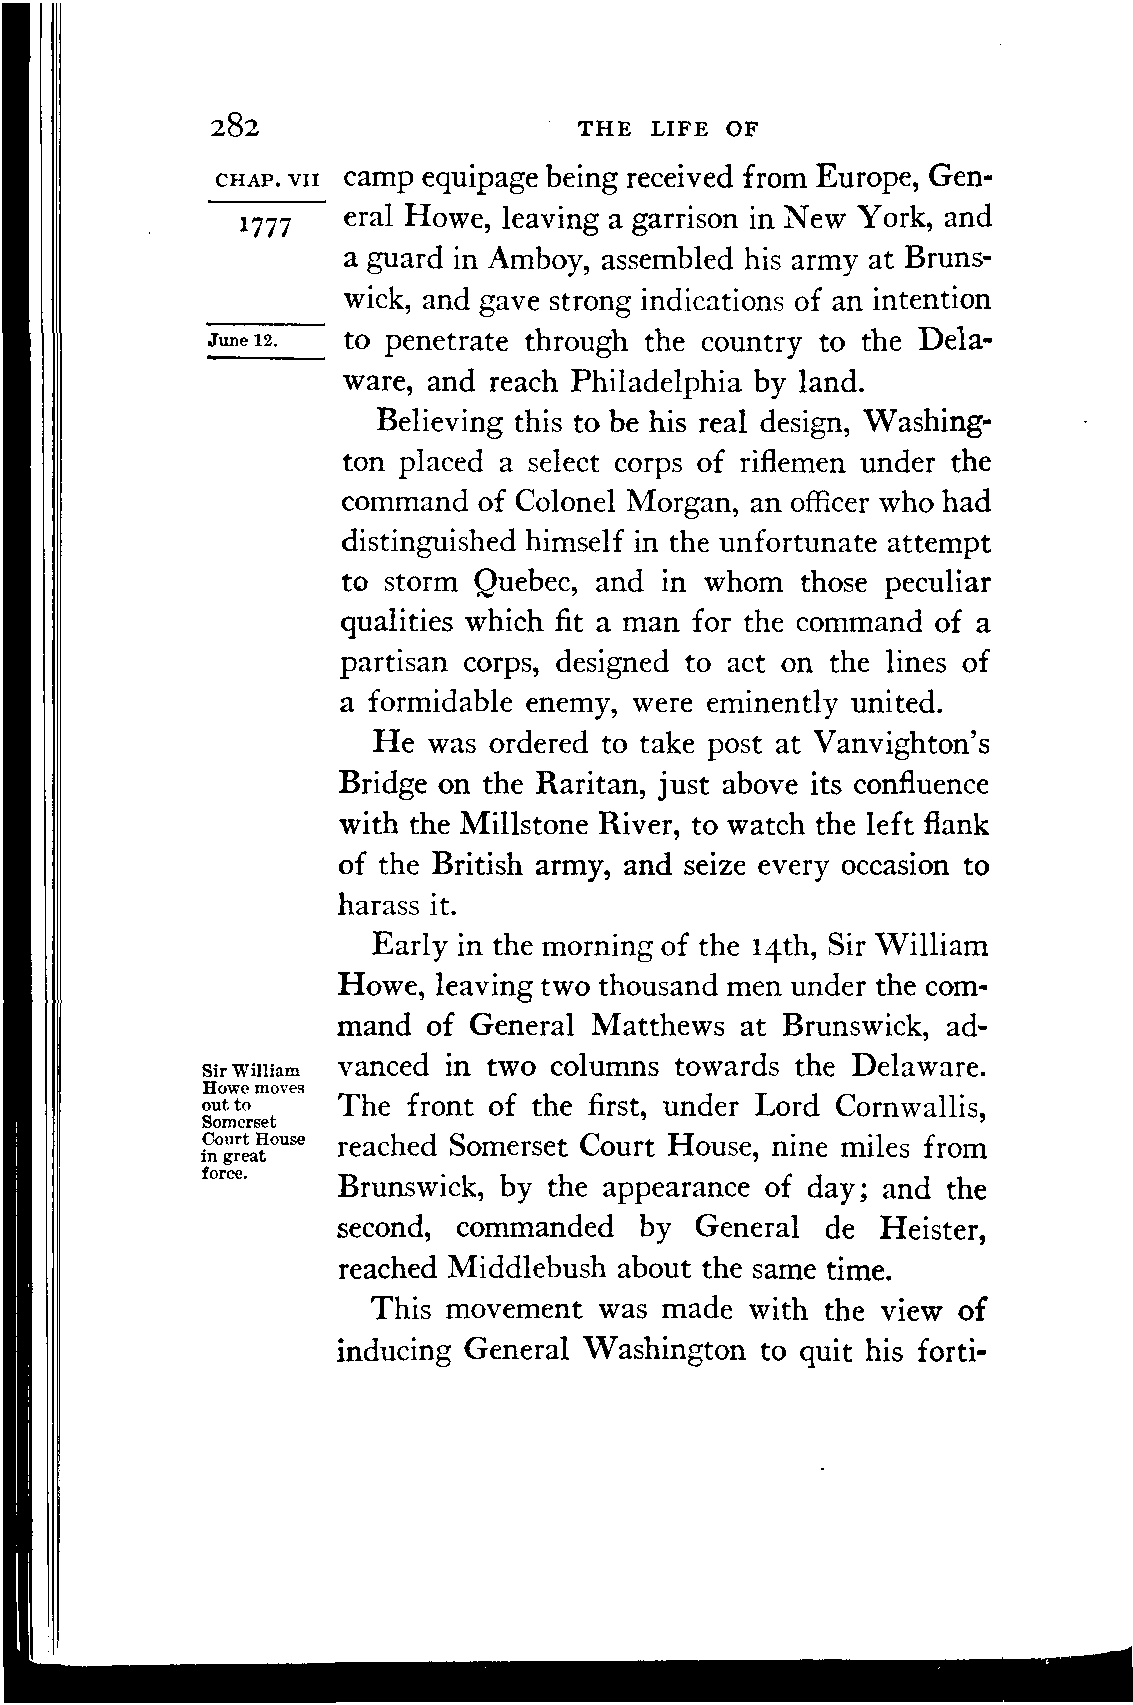 282 THE LIFE OF
CHAP. VII camp equipage being received from Europe, Gen-
1777 eral Howe, leaving a garrison in New York, and
a guard in Amboy, assembled his army at Bruns-
wick, and gave strong indications of an intention
June 12. to penetrate through the country to the Dela-
ware, and reach Philadelphia by land.
Believing this to be his real design, Washing-
ton placed a select corps of riflemen under the
command of Colonel Morgan, an officer who had
distinguished himself in the unfortunate attempt
to storm Quebec, and in whom those peculiar
qualities which fit a man for the command of a
partisan corps, designed to act on the lines of
a formidable enemy, were eminently united.
He was ordered to take post at Vanvighton's
Bridge on the Raritan, just above its confluence
with the Millstone River, to watch the left flank
of the British army, and seize every occasion to
harass it.
Early in the morning of the 14th, Sir William
Howe, leaving two thousand men under the com-
mand of General Matthews at Brunswick, ad-
vanced in two columns towards the Delaware.
The front of the first, under Lord Cornwallis,
reached Somerset Court House, nine miles from
Brunswick, by the appearance of day; and the
second, commanded by General de Heister,
reached Middlebush about the same time.
This movement was made with the view of
inducing General Washington to quit his forti-
Sir William
Howe moves
out to
Somerset
Court House
in great
force.